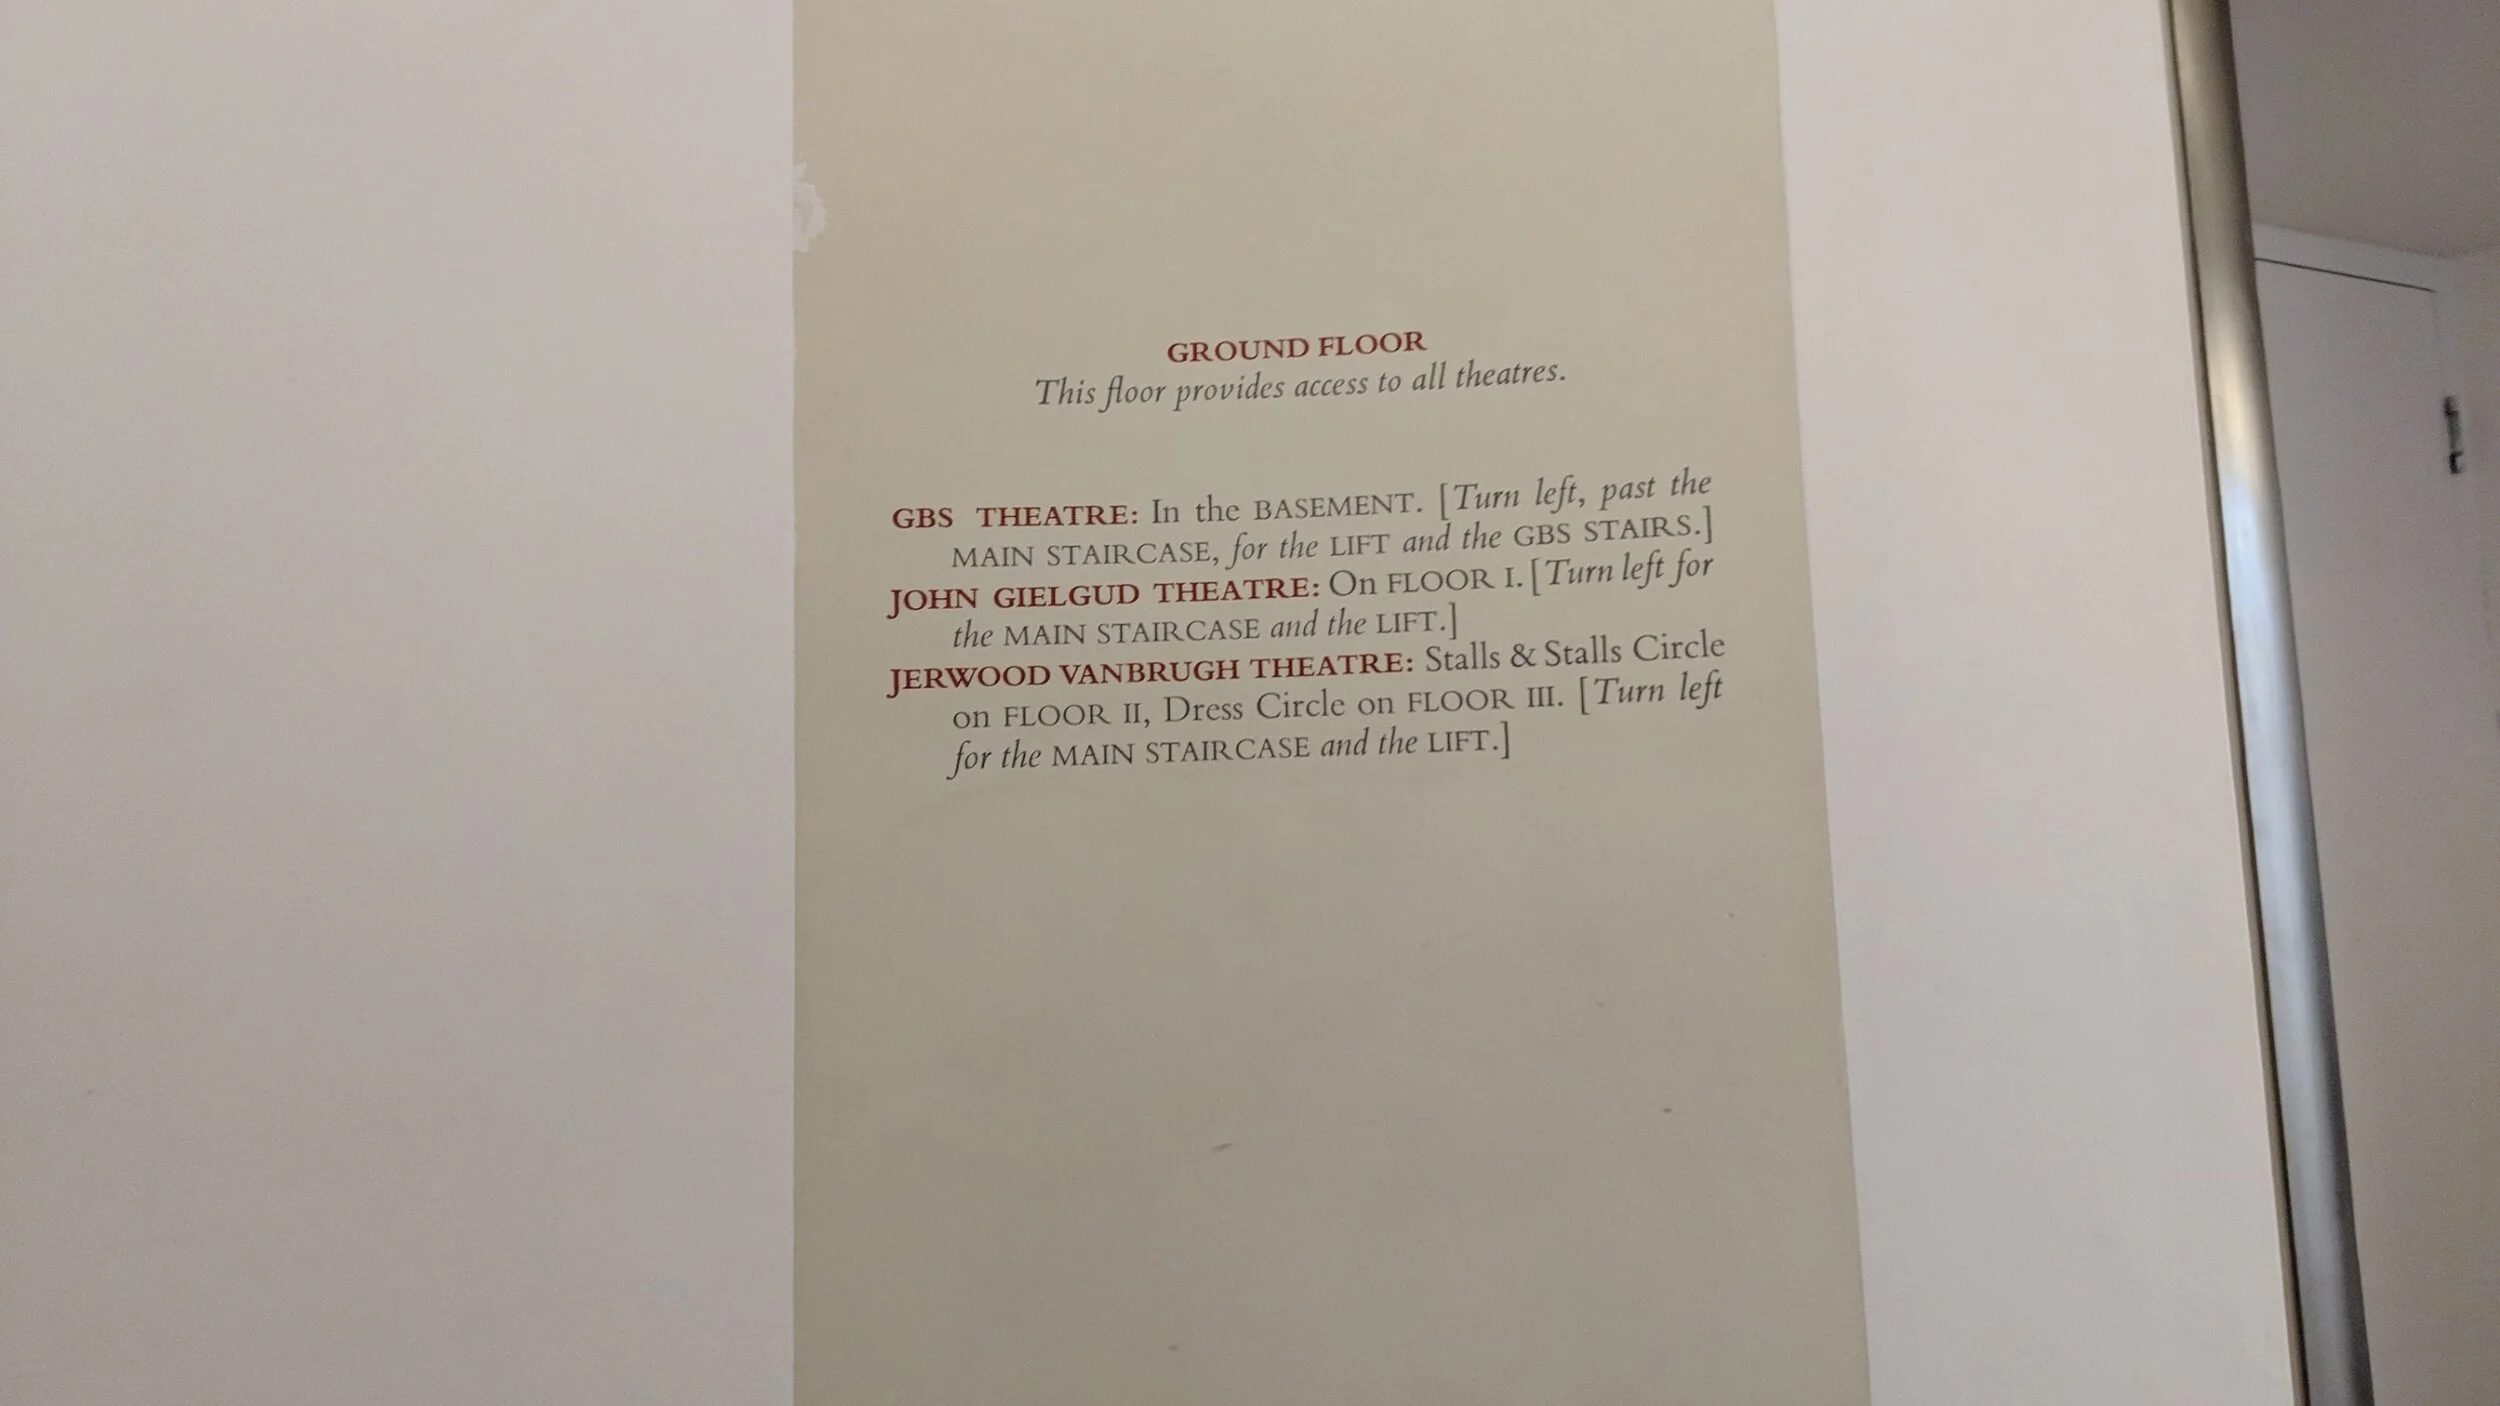 GROUND FLOOR
This floor provides access to all theatres.
GBS THEATRE: In the BASEMENT. [Turn left, past the
MAIN STAIRCASE, for the LIFT and the GBS STAIRS.]
JOHN GIELGUD THEATRE: On FLOOR I. [Turn left for
the MAIN STAIRCASE and the LIFT.]
JERWOOD VANBRUGH THEATRE: Stalls & Stalls Circle
on FLOOR II, Dress Circle on FLOOR III. [Turn left
for the MAIN STAIRCASE and the LIFT.]